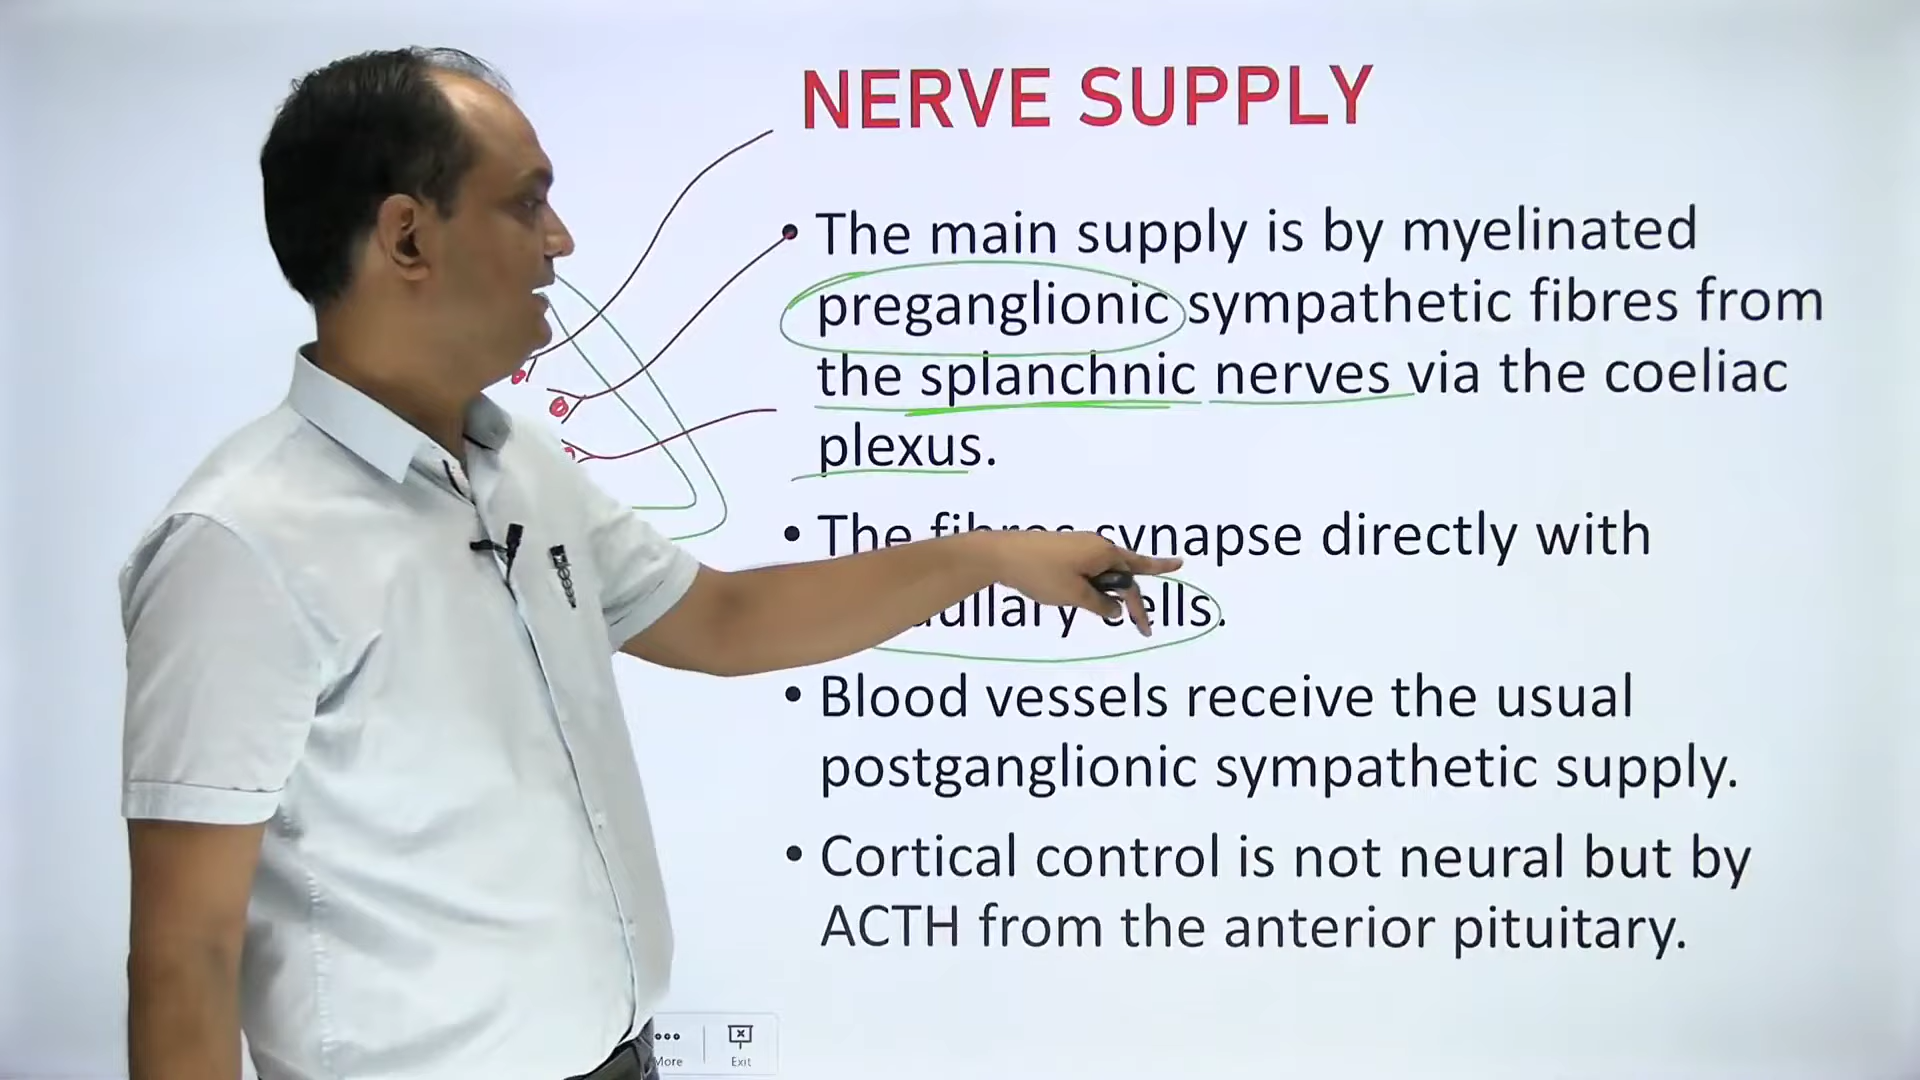 NERVE SUPPLY
• The main supply is by myelinated
preganglionic sympathetic fibres from
the splanchnic nerves via the coeliac
plexus.
• The synapse directly with
cells.
• Blood vessels receive the usual
postganglionic sympathetic supply.
• Cortical control is not neural but by
ACTH from the anterior pituitary.
More Exit